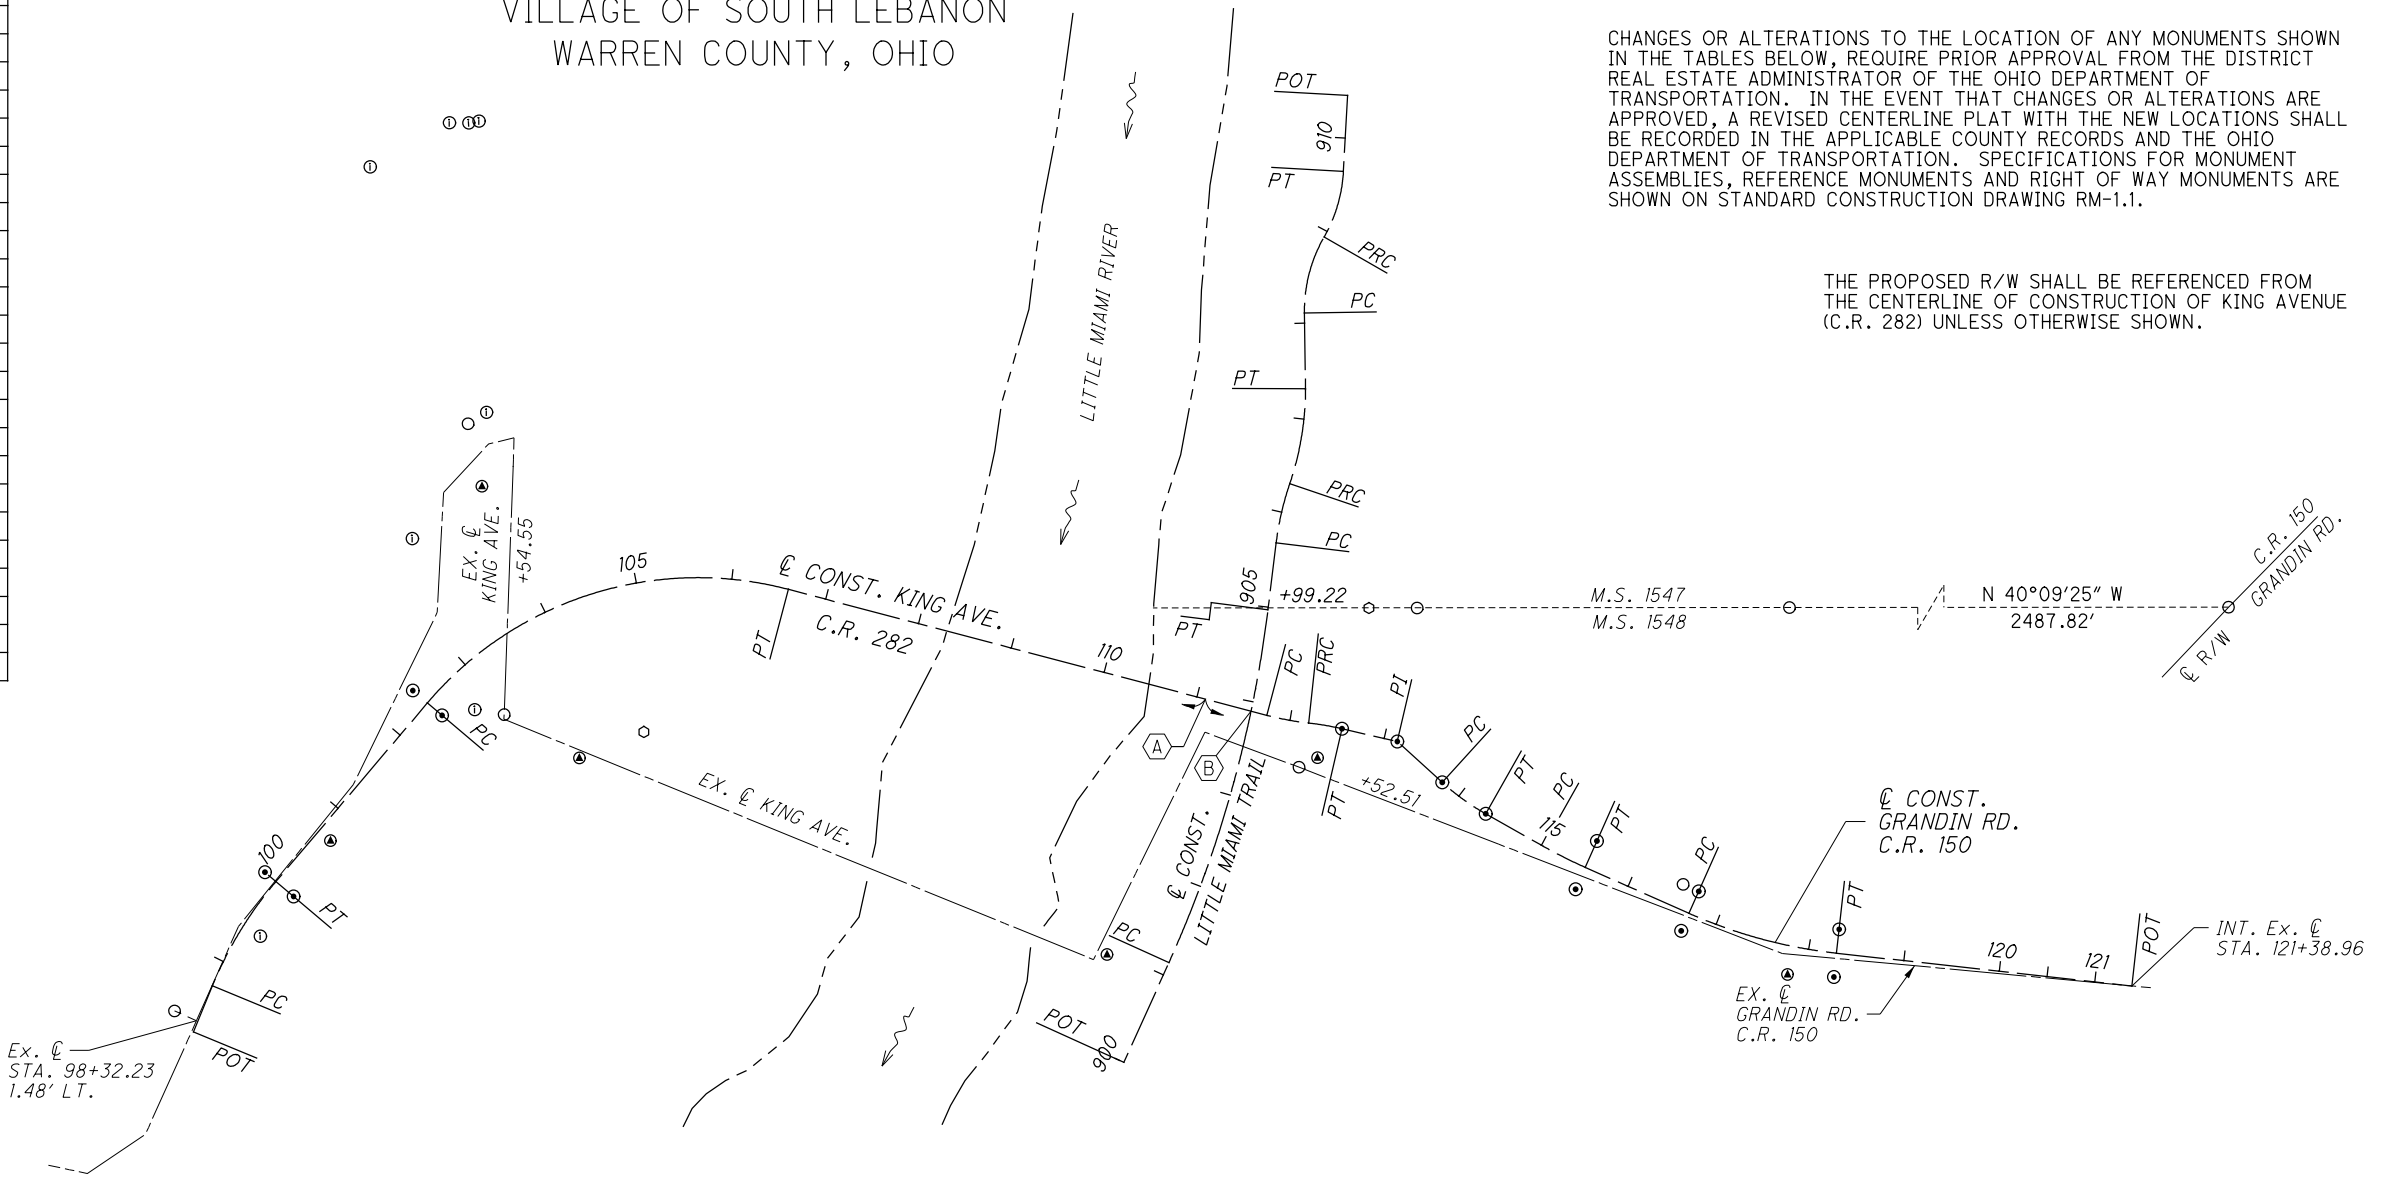 VILLAGE OF SOUTH LEBANON
WARREN COUNTY, OHIO
CHANGES OR ALTERATIONS TO THE LOCATION OF ANY MONUMENTS SHOWN
IN THE TABLES BELOW, REQUIRE PRIOR APPROVAL FROM THE DISTRICT
REAL ESTATE ADMINISTRATOR OF THE OHIO DEPARTMENT OF
TRANSPORTATION. IN THE EVENT THAT CHANGES OR ALTERATIONS ARE
APPROVED, A REVISED CENTERLINE PLAT WITH THE NEW LOCATIONS SHALL
BE RECORDED IN THE APPLICABLE COUNTY RECORDS AND THE OHIO
DEPARTMENT OF TRANSPORTATION. SPECIFICATIONS FOR MONUMENT
ASSEMBLIES, REFERENCE MONUMENTS AND RIGHT OF WAY MONUMENTS ARE
SHOWN ON STANDARD CONSTRUCTION DRAWING RM-1.1.
THE PROPOSED R/W SHALL BE REFERENCED FROM
THE CENTERLINE OF CONSTRUCTION OF KING AVENUE
(C.R. 282) UNLESS OTHERWISE SHOWN.
POT
910
PT
PRC
PC
PT
PRC
PC
905
LITTLE MIAMI RIVER
EX. ℄
KING AVE.
+54.55
105
℄ CONST. KING AVE.
C.R. 282
PT
110
PT
+99.22
M.S. 1547
M.S. 1548
N 40°09'25" W
2487.82'
C.R. 150
GRANDIN RD.
℄ R/W
PC
PRC
PI
PC
PT
PC
115
PT
PC
PT
PT
A
B
+52.51
PC
EX. ℄ KING AVE.
℄ CONST.
LITTLE MIAMI TRAIL
℄ CONST.
GRANDIN RD.
C.R. 150
100
PT
PC
POT
Ex. ℄
STA. 98+32.23
1.48' LT.
PC
POT
900
EX. ℄
GRANDIN RD.
C.R. 150
120
121
POT
INT. Ex. ℄
STA. 121+38.96